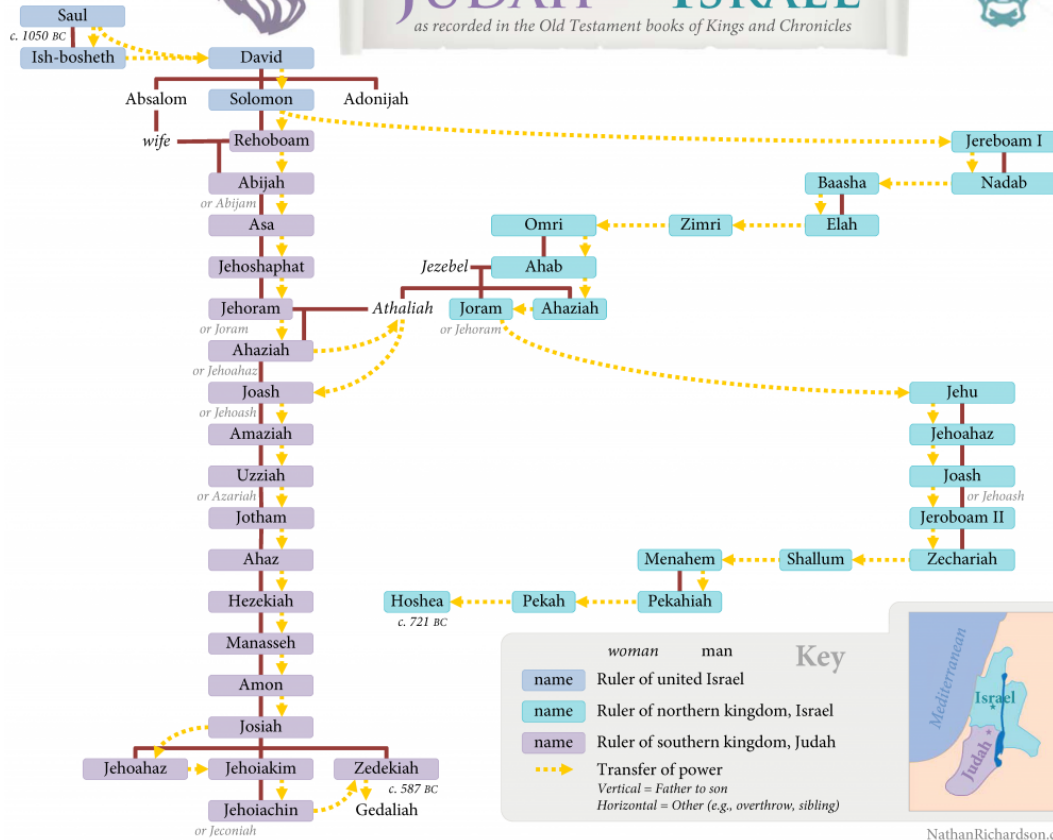 JUDAH ISRAEL
as recorded in the Old Testament books of Kings and Chronicles
Saul
c. 1050 BC
Ish-bosheth
David
Absalom
Solomon
Adonijah
wife
Rehoboam
Jereboam I
Abijah
or Abijam
Baasha
Nadab
Asa
Omri
Zimri
Elah
Jehoshaphat
Jezebel
Ahab
Jehoram
or Joram
Athaliah
Joram
or Jehoram
Ahaziah
Ahaziah
or Jehoahaz
Joash
or Jehoash
Jehu
Amaziah
Jehoahaz
Uzziah
or Azariah
Joash
or Jehoash
Jotham
Jeroboam II
Ahaz
Menahem
Shallum
Zechariah
Hezekiah
Hoshea
c. 721 BC
Pekah
Pekahiah
Manasseh
Amon
Josiah
Jehoahaz
Jehoiakim
Zedekiah
c. 587 BC
Jehoiachin
or Jeconiah
Gedaliah
woman man Key
name Ruler of united Israel
name Ruler of northern kingdom, Israel
name Ruler of southern kingdom, Judah
Transfer of power
Vertical = Father to son
Horizontal = Other (e.g., overthrow, sibling)
Mediterranean
Israel
Judah
NathanRichardson.c